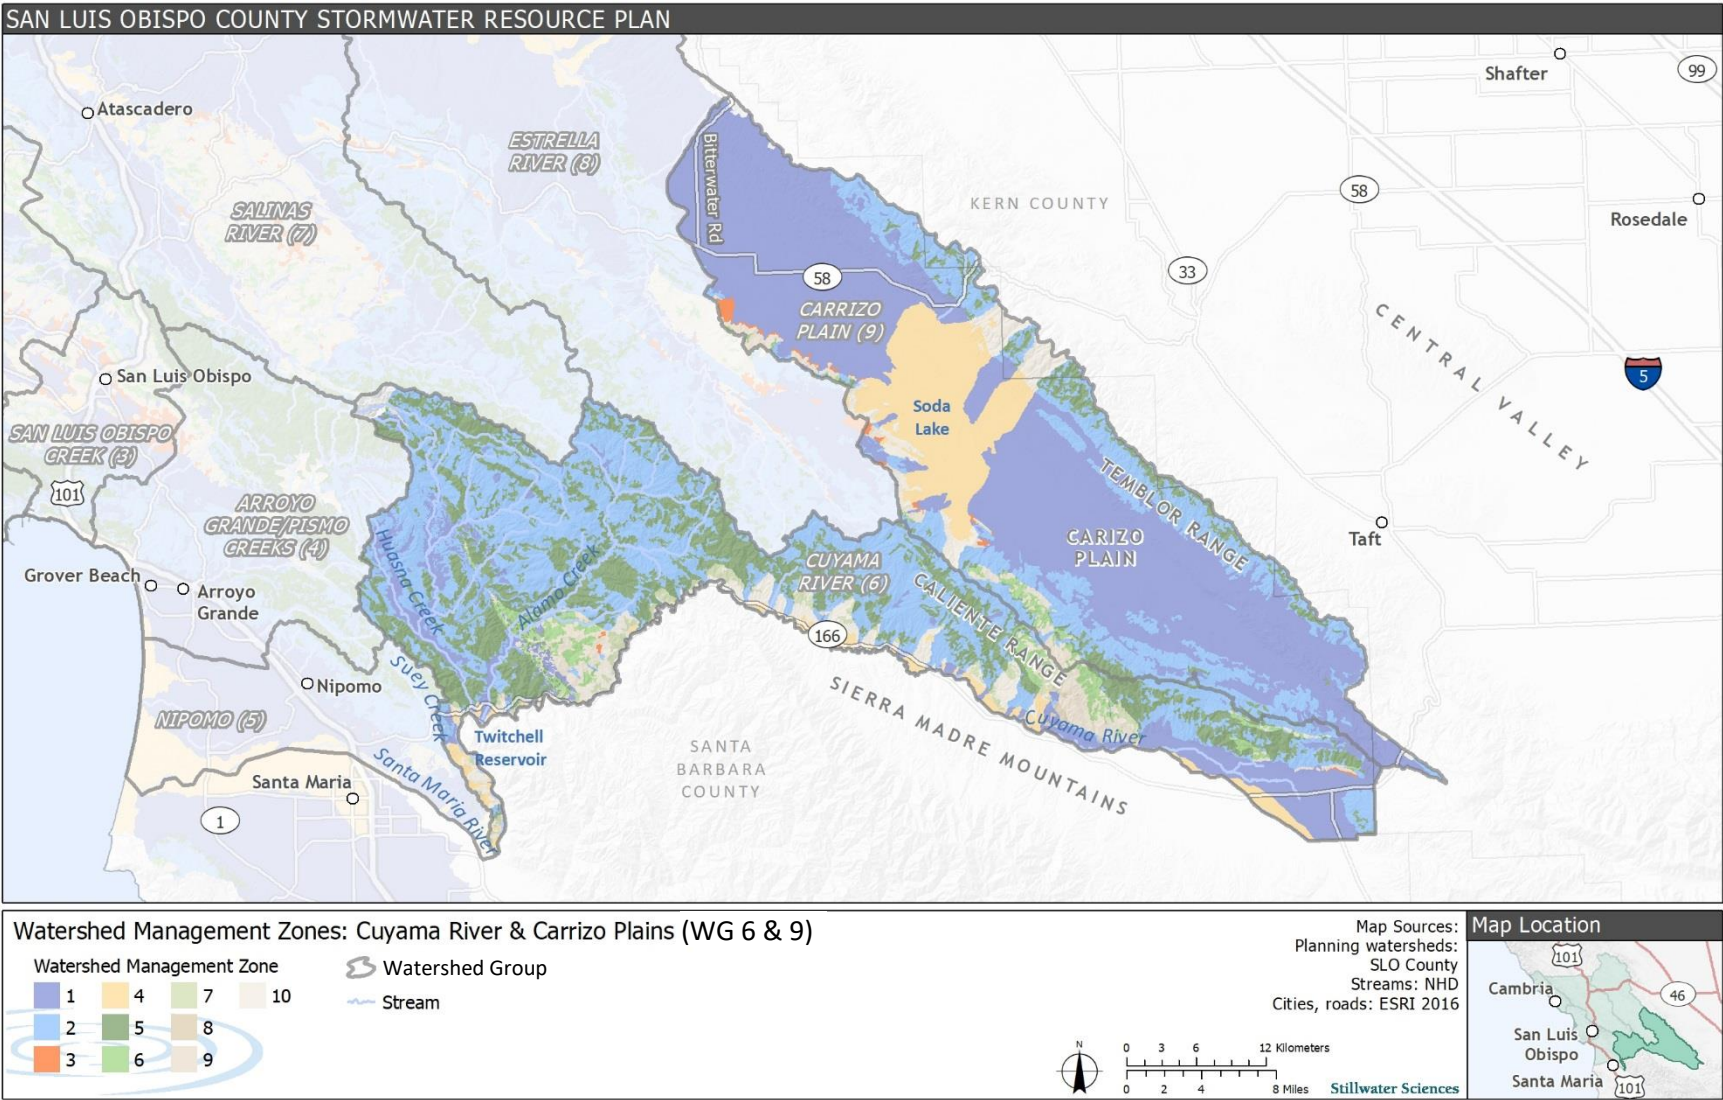 SAN LUIS OBISPO COUNTY STORMWATER RESOURCE PLAN
Shafter
99
Atascadero
ESTRELLA
RIVER (8)
Bitterwater Rd
KERN COUNTY
58
Rosedale
SALINAS
RIVER (7)
33
58
CARRIZO
PLAIN (9)
CENTRAL VALLEY
5
San Luis Obispo
Soda
Lake
SAN LUIS OBISPO
CREEK (3)
101
TEMBLOR RANGE
ARROYO
GRANDE/PISMO
CREEKS (4)
Huasna Creek
Alamo Creek
CARIZO
PLAIN
Taft
CUYAMA
RIVER (6)
CALIENTE RANGE
Grover Beach
Arroyo
Grande
166
Suey Creek
Nipomo
NIPOMO (5)
SIERRA MADRE MOUNTAINS
Cuyama River
Twitchell
Reservoir
SANTA
BARBARA
COUNTY
Santa Maria River
Santa Maria
1
Watershed Management Zones: Cuyama River & Carrizo Plains (WG 6 & 9)
Watershed Management Zone
1 4 7 10
2 5 8
3 6 9
Watershed Group
Stream
Map Sources:
Planning watersheds:
SLO County
Streams: NHD
Cities, roads: ESRI 2016
N
0 3 6 12 Kilometers
0 2 4 8 Miles
Stillwater Sciences
Map Location
101
Cambria
46
San Luis
Obispo
Santa Maria
101